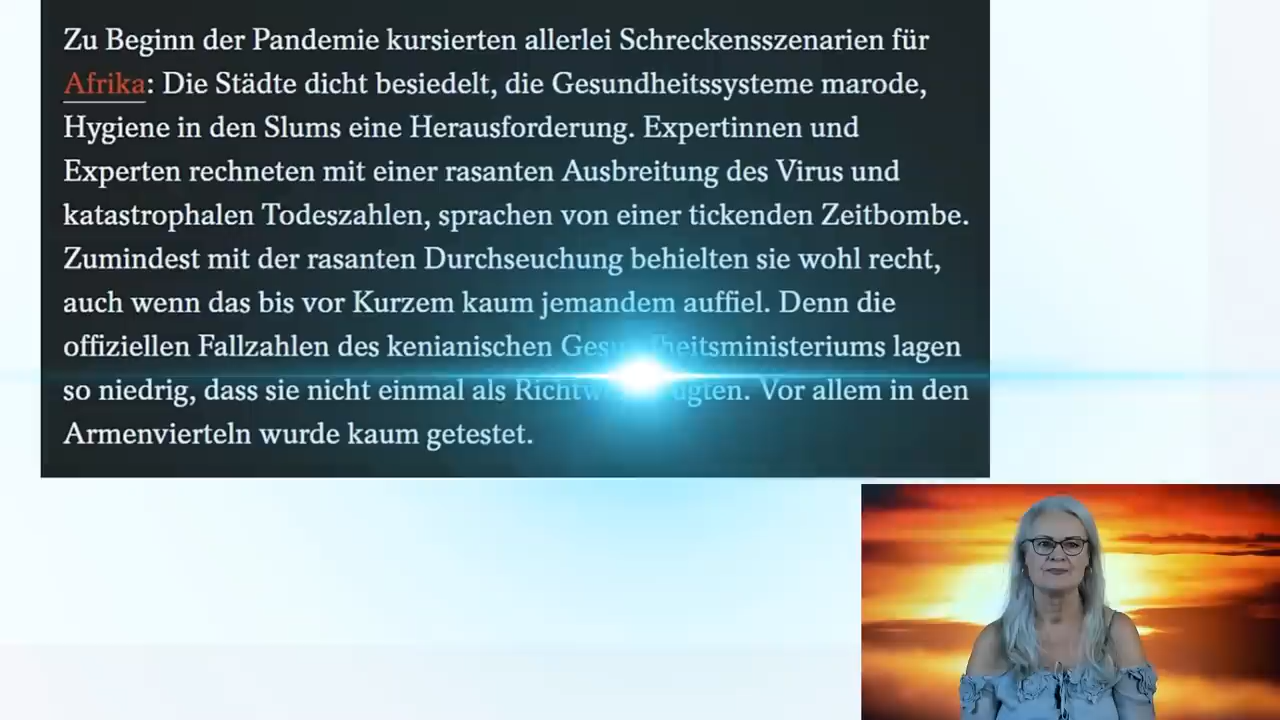 Zu Beginn der Pandemie kursierten allerlei Schreckensszenarien für
Afrika: Die Städte dicht besiedelt, die Gesundheitssysteme marode,
Hygiene in den Slums eine Herausforderung. Expertinnen und
Experten rechneten mit einer rasanten Ausbreitung des Virus und
katastrophalen Todeszahlen, sprachen von einer tickenden Zeitbombe.
Zumindest mit der rasanten Durchseuchung behielten sie wohl recht,
auch wenn das bis vor Kurzem kaum jemandem auffiel. Denn die
offiziellen Fallzahlen des kenianischen Gesundheitsministeriums lagen
so niedrig, dass sie nicht einmal als Vor allem in den
Armenvierteln wurde kaum getestet.